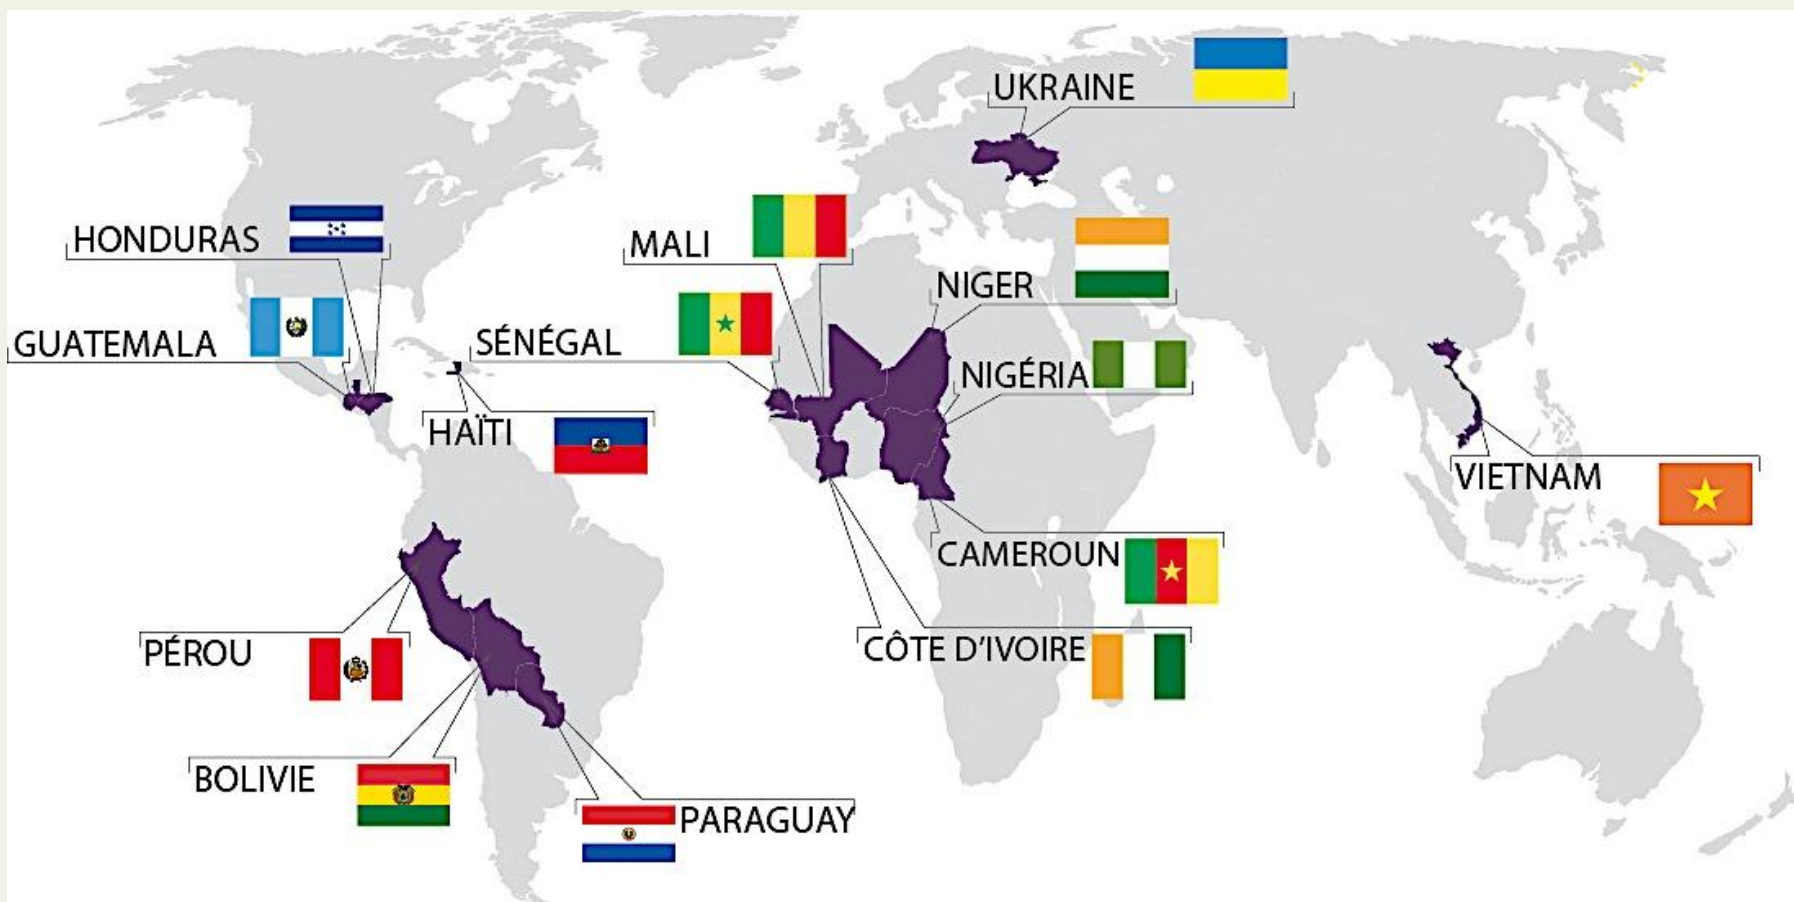 UKRAINE
HONDURAS
MALI
NIGER
GUATEMALA
SÉNÉGAL
NIGÉRIA
HAÏTI
VIETNAM
CAMEROUN
PÉROU
CÔTE D'IVOIRE
BOLIVIE
PARAGUAY